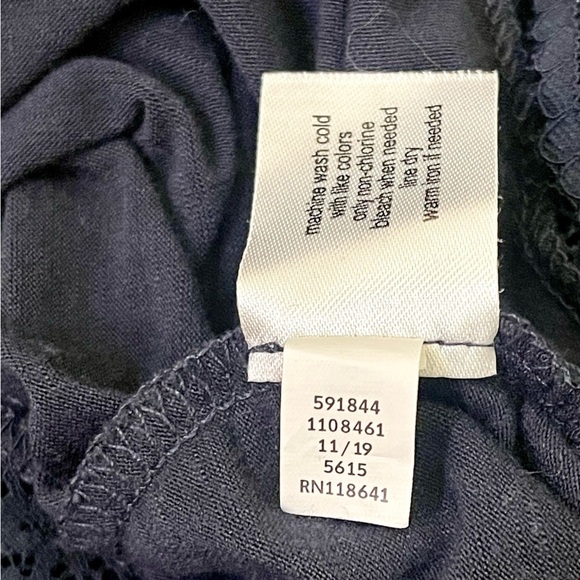 machine wash cold
with like colors
only non-chlorine
bleach when needed
line dry
warm iron if needed
591844
1108461
11/19
5615
RN118641